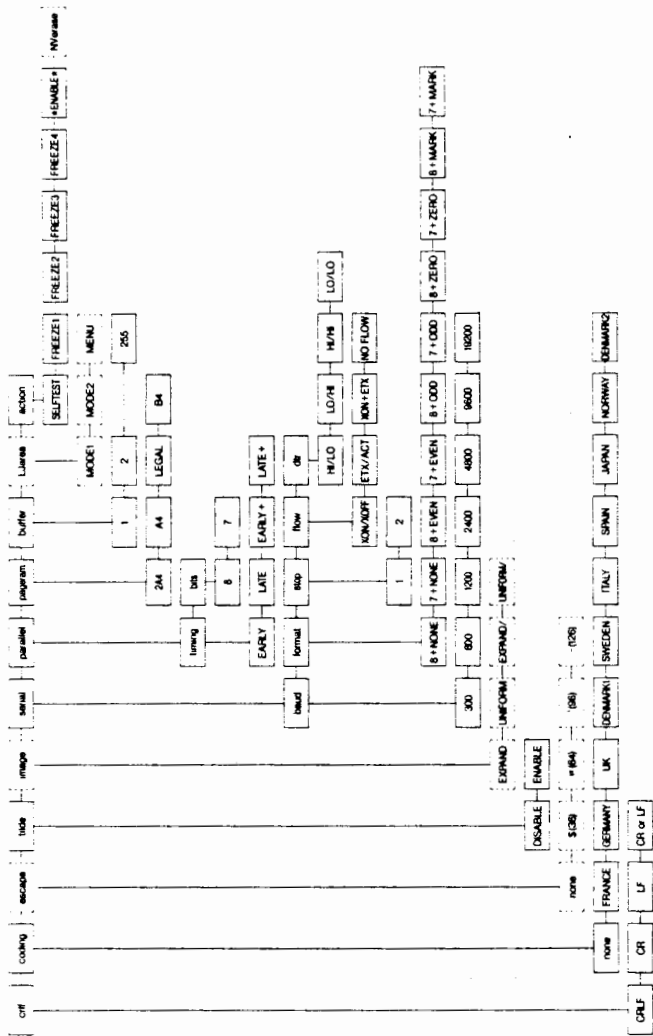 crlf coding escape image serial parallel pageram buffer LJarea action
SELFTEST FREEZE1 FREEZE2 FREEZE3 FREEZE4 *ENABLE* NVerase
MODE1 MODE2 MENU
1 2 255
2A4 A4 LEGAL B4
timing bits
8 7
EARLY LATE EARLY+ LATE+
baud format stop flow dtr
HI/LO LO/HI HI/HI LO/LO
XON/XOFF ETX/ACT XON+ETX NO FLOW
1 2
8+NONE 7+NONE 8+EVEN 7+EVEN 8+ODD 7+ODD 8+ZERO 7+ZERO 8+MARK 7+MARK
300 600 1200 2400 4800 9600 19200
EXPAND UNIFORM EXPAND/ UNIFORM/
DISABLE ENABLE
none $(36) (64) (96) (126)
none FRANCE GERMANY UK DENMARK1 SWEDEN ITALY SPAIN JAPAN NORWAY DENMARK2
CRLF CR LF CR or LF